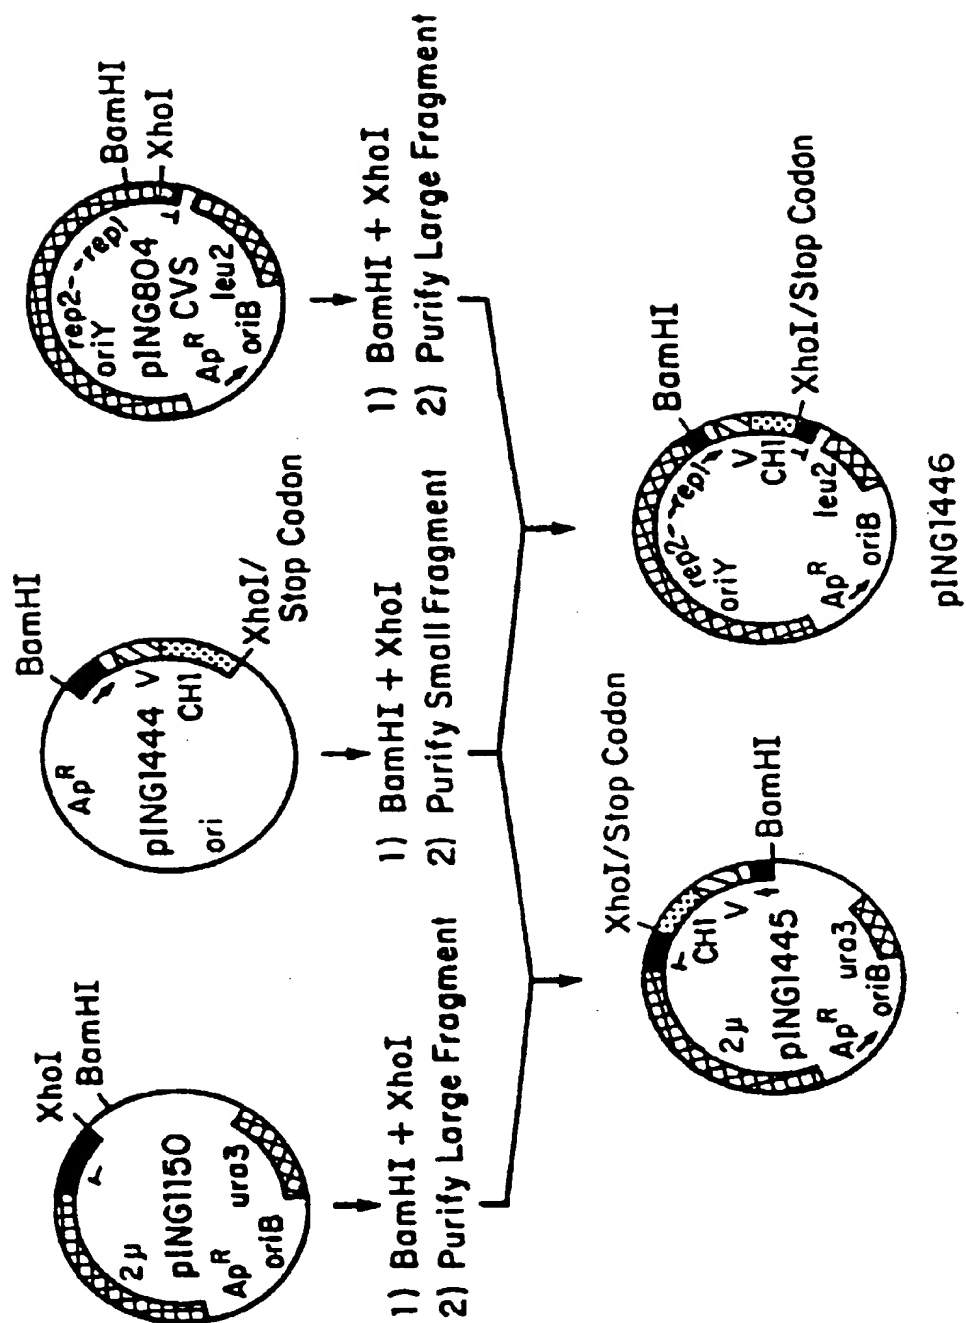 XhoI
BamHI
2μ
pING1150
Ap^R
ura3
oriB
BamHI
Ap^R
pING1444
V
CH1
ori
XhoI/
Stop Codon
rep2---rep1
oriY
pING804
CVS
Ap^R
leu2
oriB
BamHI
XhoI
1) BamHI + XhoI
2) Purify Large Fragment
1) BamHI + XhoI
2) Purify Small Fragment
1) BamHI + XhoI
2) Purify Large Fragment
XhoI/Stop Codon
2μ
CH1
V
pING1445
BamHI
Ap^R
ura3
oriB
BamHI
rep2---rep1
oriY
V
CH1
XhoI/Stop Codon
Ap^R
leu2
oriB
pING1446